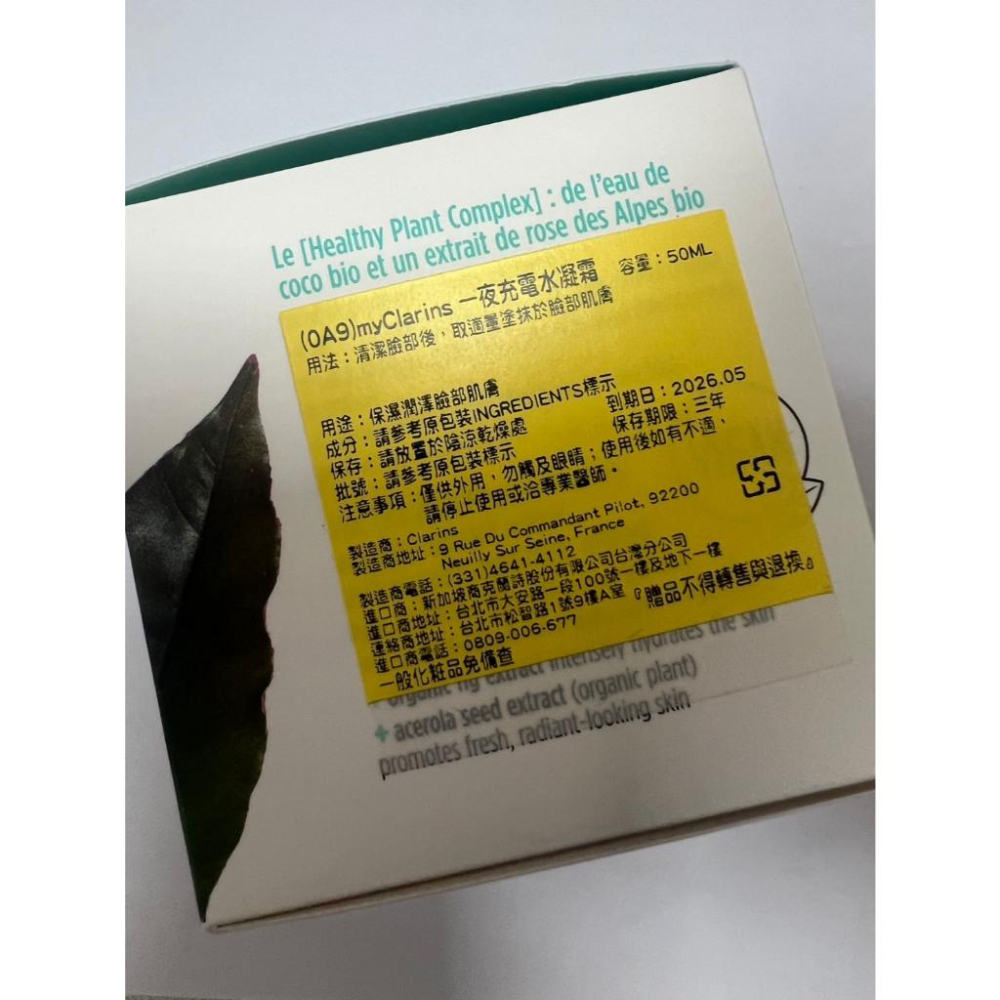 Le [Healthy Plant Complex] : de l'eau de
coco bio et un extrait de rose des Alpes bio
(0A9)myClarins 一夜充電水凝霜 容量：50ML
用法：清潔臉部後，取適量塗抹於臉部肌膚
用途：保濕潤澤臉部肌膚
成分：請參考原包裝INGREDIENTS標示 到期日：2026.05
保存：請放置於陰涼乾燥處 保存期限：三年
批號：請參考原包裝標示
注意事項：僅供外用，勿觸及眼睛；使用後如有不適，
請停止使用或洽專業醫師。
製造商：Clarins
製造商地址：9 Rue Du Commandant Pilot, 92200
Neuilly Sur Seine, France
製造商電話：(331)4641-4112
進口商：新加坡商克蘭詩股份有限公司台灣分公司
進口商地址：台北市大安路一段100號一樓及地下一樓
連絡商地址：台北市松智路1號9樓A室 『贈品不得轉售與退換』
進口商電話：0809-006-677
一般化粧品免備查
organic fig extract intensely hydrates the skin
+ acerola seed extract (organic plant)
promotes fresh, radiant-looking skin